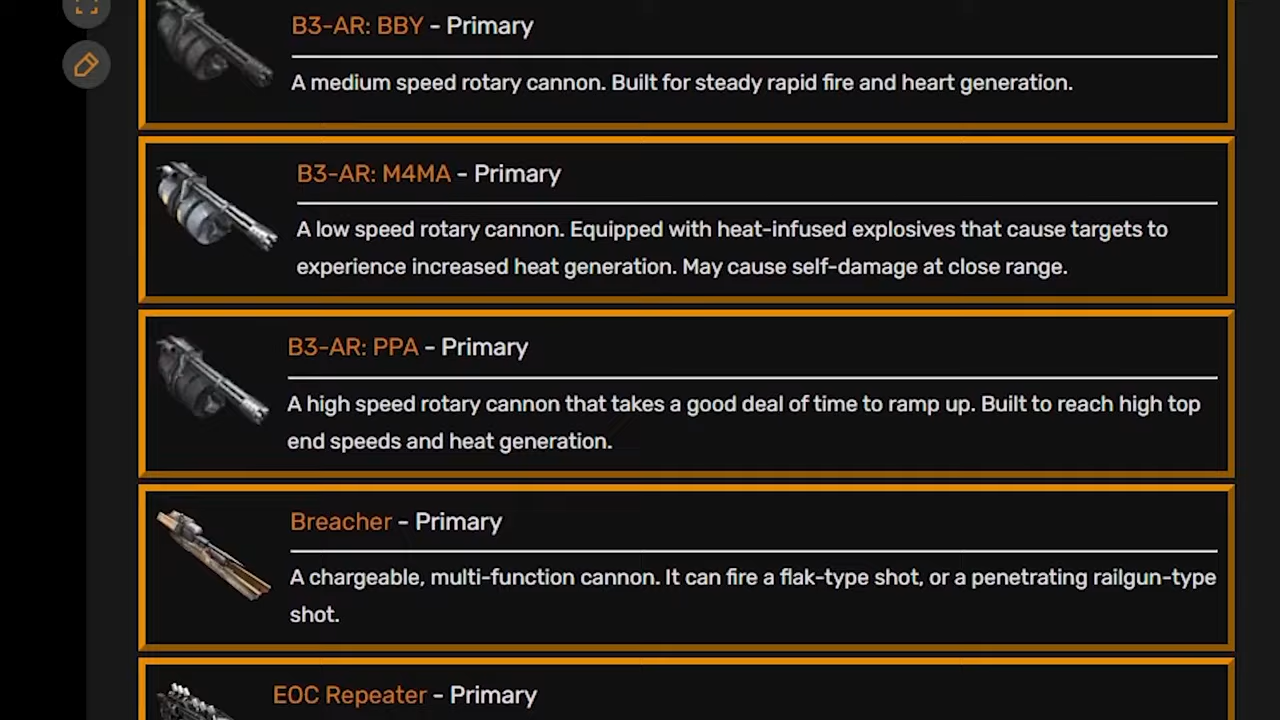 B3-AR: BBY - Primary
A medium speed rotary cannon. Built for steady rapid fire and heart generation.
B3-AR: M4MA - Primary
A low speed rotary cannon. Equipped with heat-infused explosives that cause targets to
experience increased heat generation. May cause self-damage at close range.
B3-AR: PPA - Primary
A high speed rotary cannon that takes a good deal of time to ramp up. Built to reach high top
end speeds and heat generation.
Breacher - Primary
A chargeable, multi-function cannon. It can fire a flak-type shot, or a penetrating railgun-type
shot.
EOC Repeater - Primary